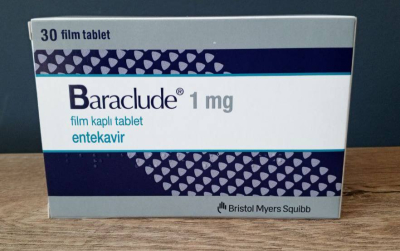 30 film tablet
Baraclude® 1 mg
film kaplı tablet
entekavir
Bristol Myers Squibb